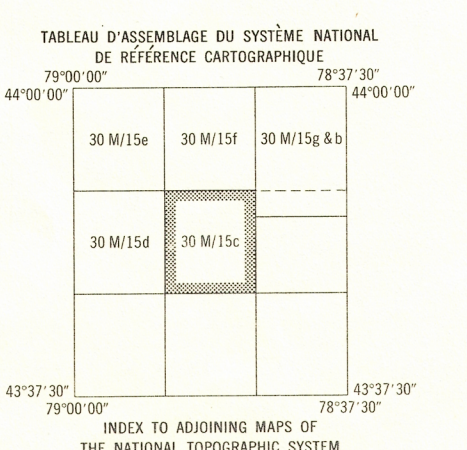 TABLEAU D'ASSEMBLAGE DU SYSTÈME NATIONAL
DE RÉFÉRENCE CARTOGRAPHIQUE
79°00'00" 78°37'30"
44°00'00" 44°00'00"
30 M/15e 30 M/15f 30 M/15g & b
30 M/15d 30 M/15c
43°37'30" 43°37'30"
79°00'00" 78°37'30"
INDEX TO ADJOINING MAPS OF
THE NATIONAL TOPOGRAPHIC SYSTEM